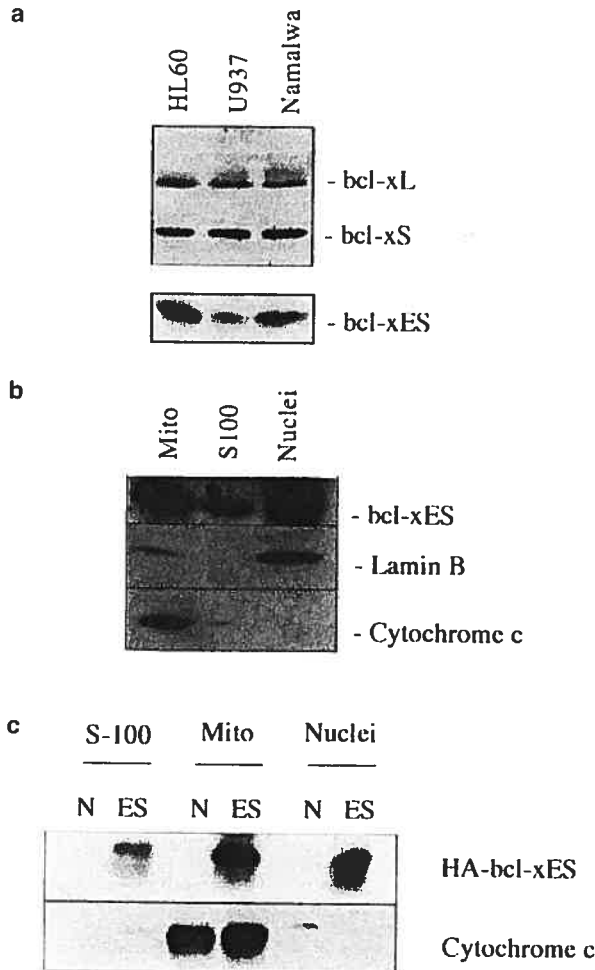 a
HL60 U937 Namalwa
- bcl-xL
- bcl-xS
- bcl-xES
b
Mito S100 Nuclei
- bcl-xES
- Lamin B
- Cytochrome c
c
S-100 Mito Nuclei
N ES N ES N ES
HA-bcl-xES
Cytochrome c